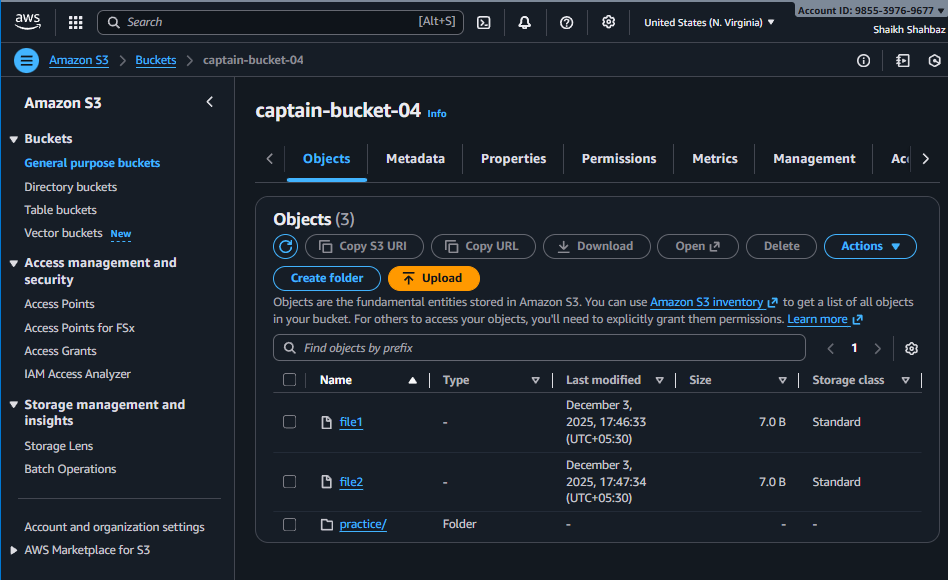 aws
Search [Alt+S]
United States (N. Virginia)
Account ID: 9855-3976-9677
Shaikh Shahbaz
Amazon S3 Buckets captain-bucket-04
Amazon S3
Buckets
General purpose buckets
Directory buckets
Table buckets
Vector buckets New
Access management and
security
Access Points
Access Points for FSx
Access Grants
IAM Access Analyzer
Storage management and
insights
Storage Lens
Batch Operations
Account and organization settings
AWS Marketplace for S3
captain-bucket-04 Info
Objects Metadata Properties Permissions Metrics Management
Objects (3)
Copy S3 URI Copy URL Download Open Delete Actions
Create folder Upload
Objects are the fundamental entities stored in Amazon S3. You can use Amazon S3 inventory to get a list of all objects
in your bucket. For others to access your objects, you'll need to explicitly grant them permissions. Learn more
Find objects by prefix 1
Name Type Last modified Size Storage class
file1 - December 3, 2025, 17:46:33 (UTC+05:30) 7.0 B Standard
file2 - December 3, 2025, 17:47:34 (UTC+05:30) 7.0 B Standard
practice/ Folder - - -